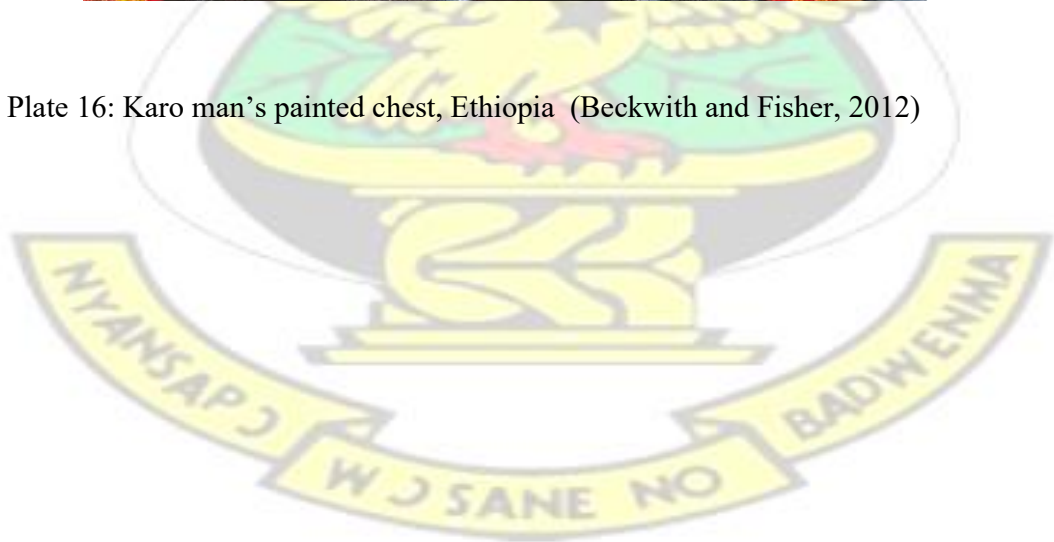 Plate 16: Karo man’s painted chest, Ethiopia (Beckwith and Fisher, 2012)
NYANSAPƆ WƆSANE NO BADWENMA